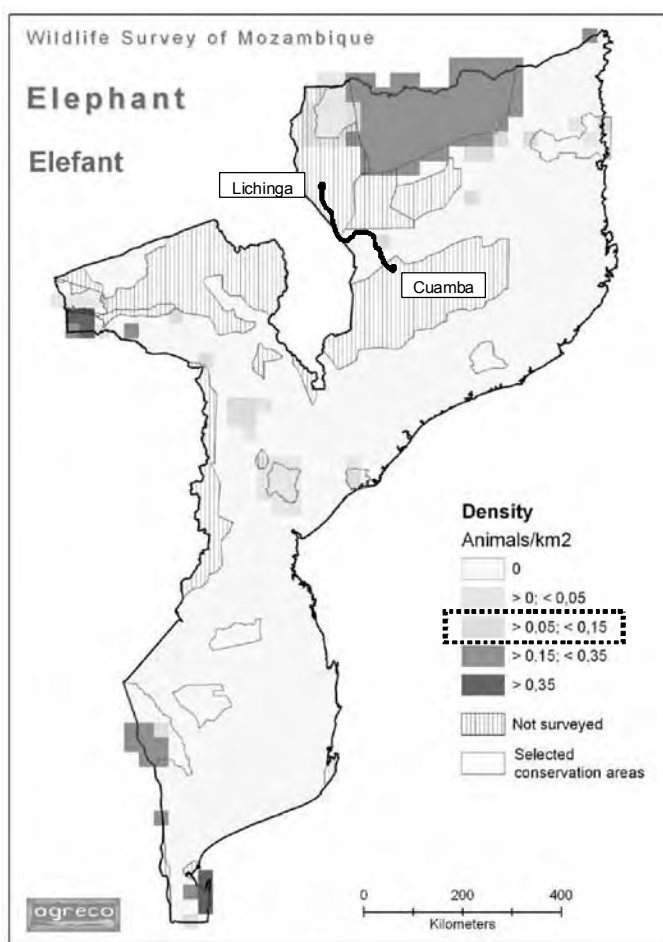 Wildlife Survey of Mozambique
Elephant
Elefant
Lichinga
Cuamba
Density
Animals/km2
0
> 0; < 0,05
> 0,05; < 0,15
> 0,15; < 0,35
> 0,35
Not surveyed
Selected
conservation areas
agreco
0 200 400
Kilometers